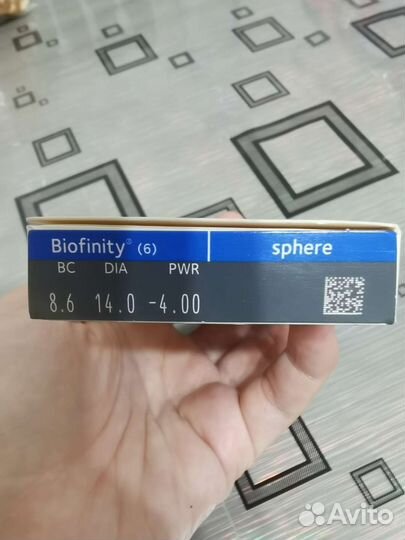 Biofinity® (6) sphere
BC DIA PWR
8.6 14.0 -4.00
Avito